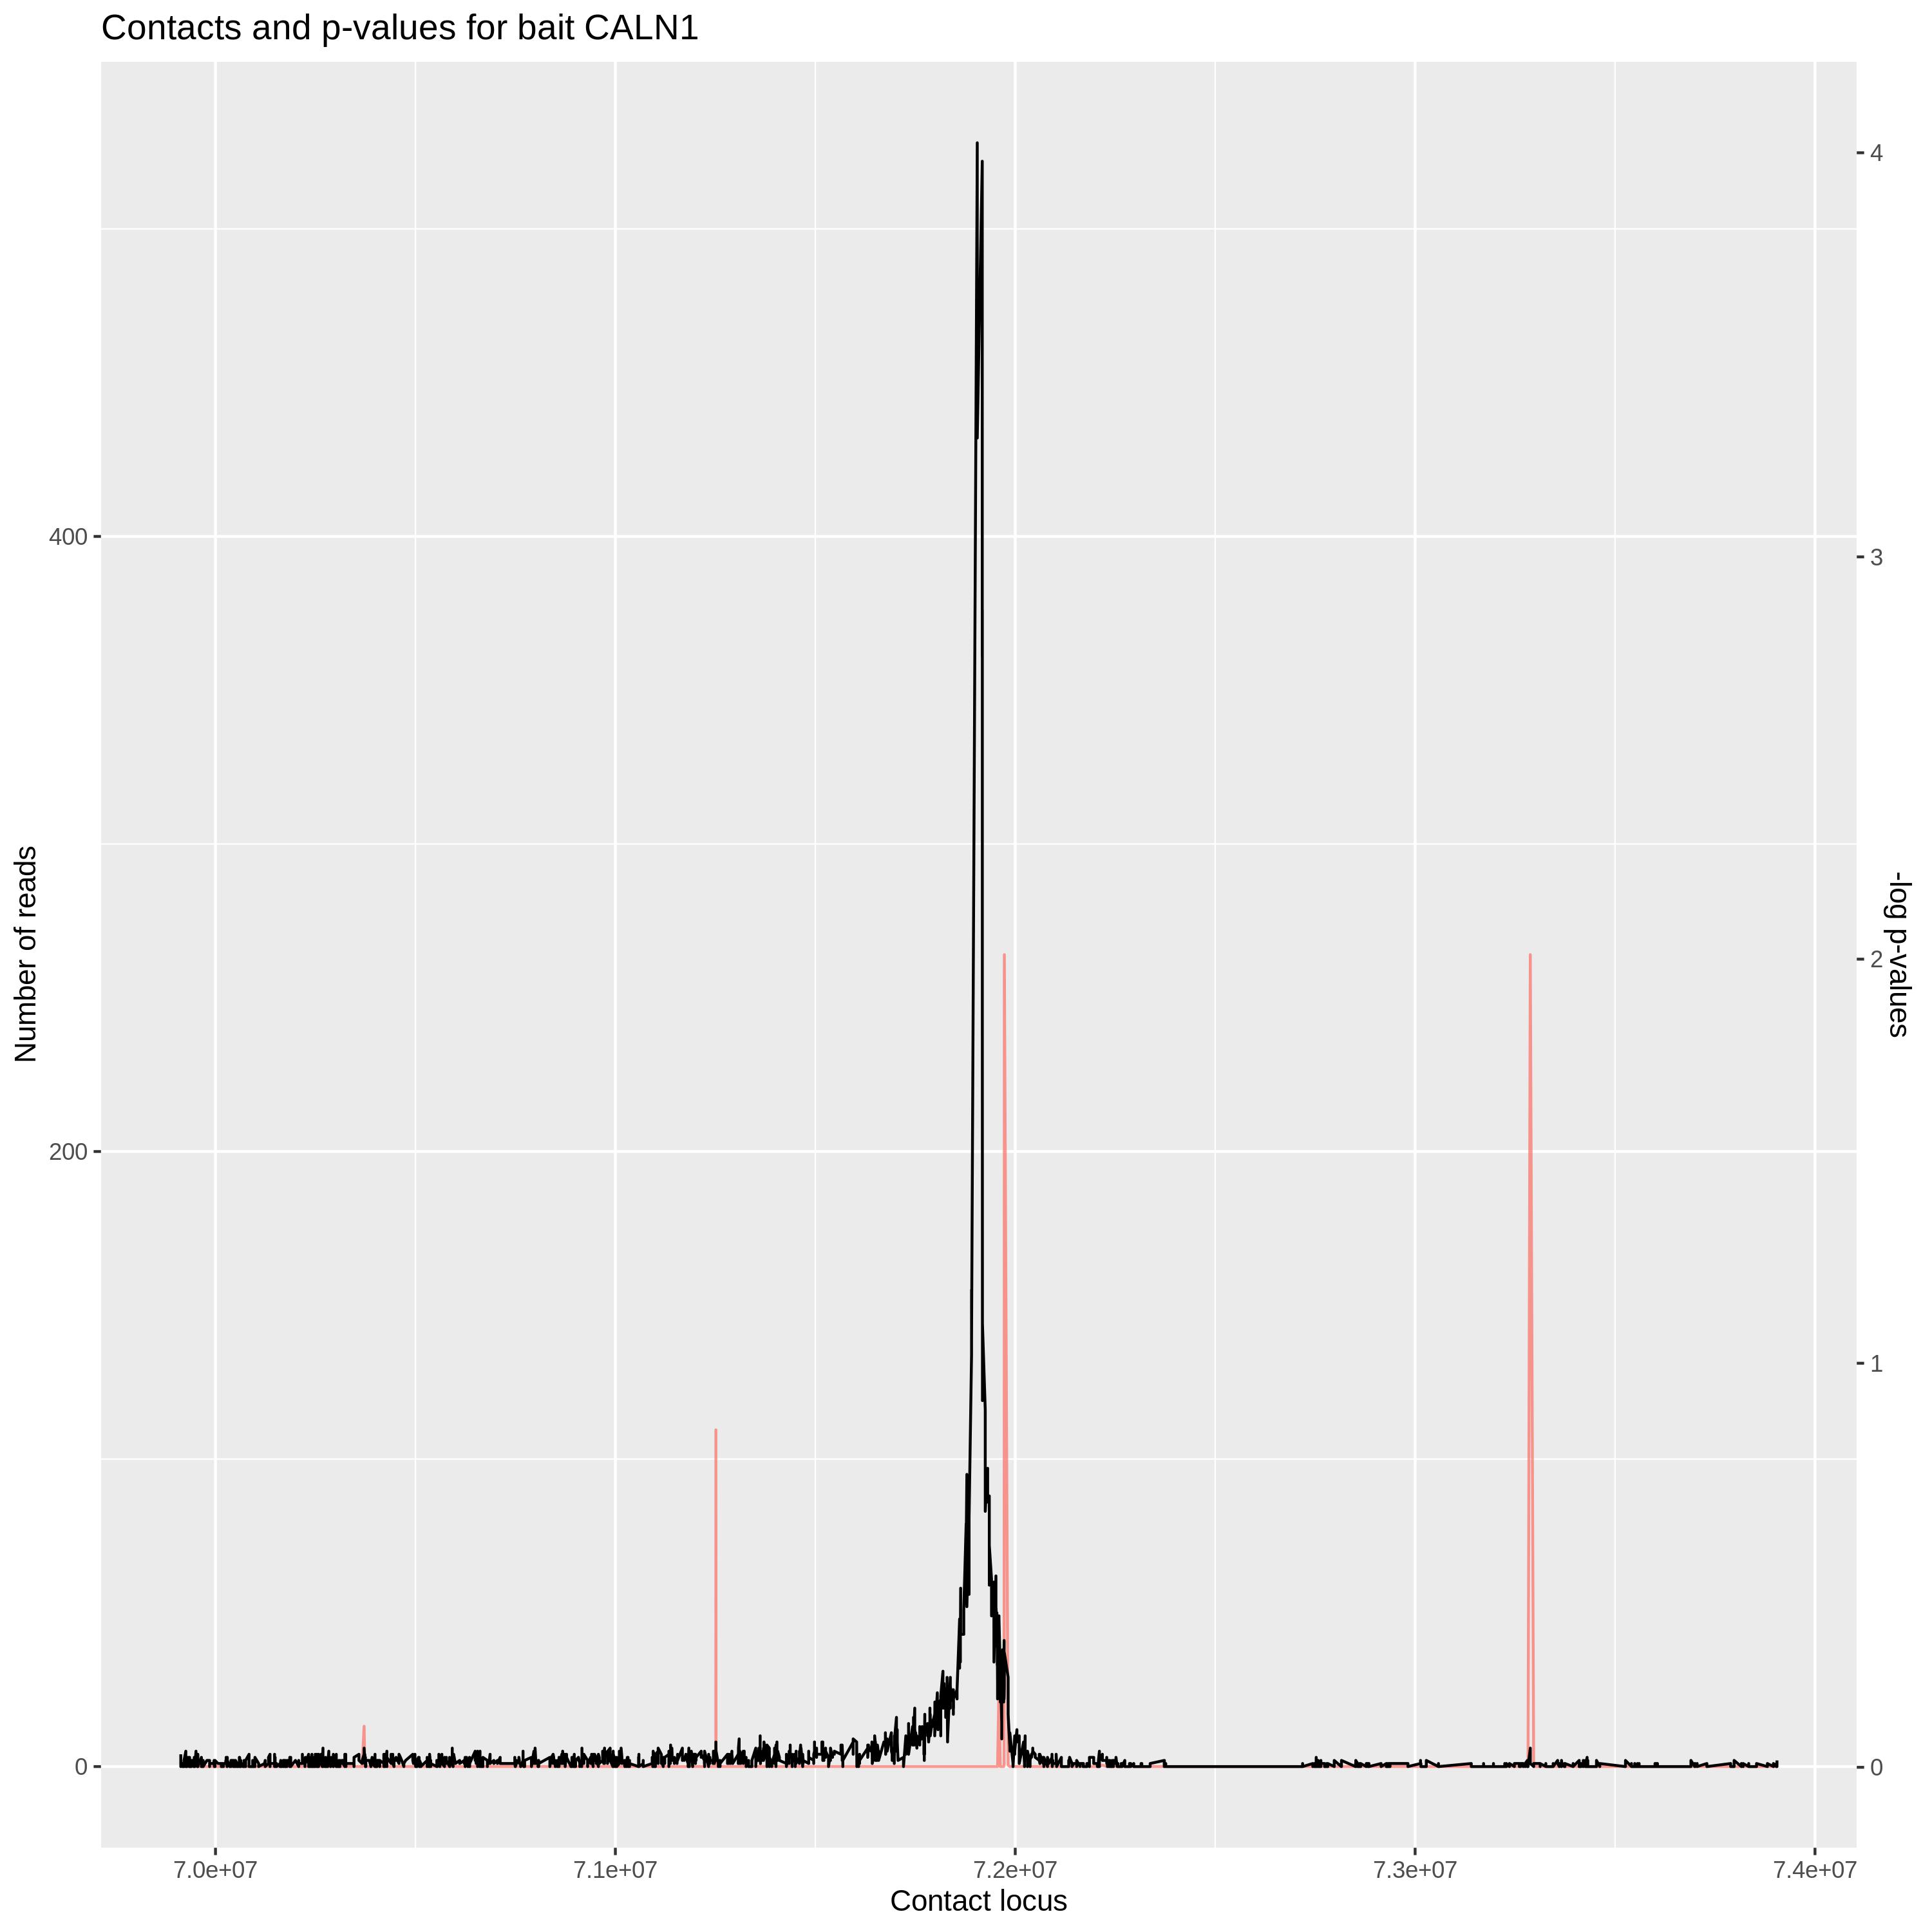 Contacts and p-values for bait CALN1
Number of reads
400
200
0
4
3
2
1
0
-log p-values
7.0e+07
7.1e+07
7.2e+07
7.3e+07
7.4e+07
Contact locus